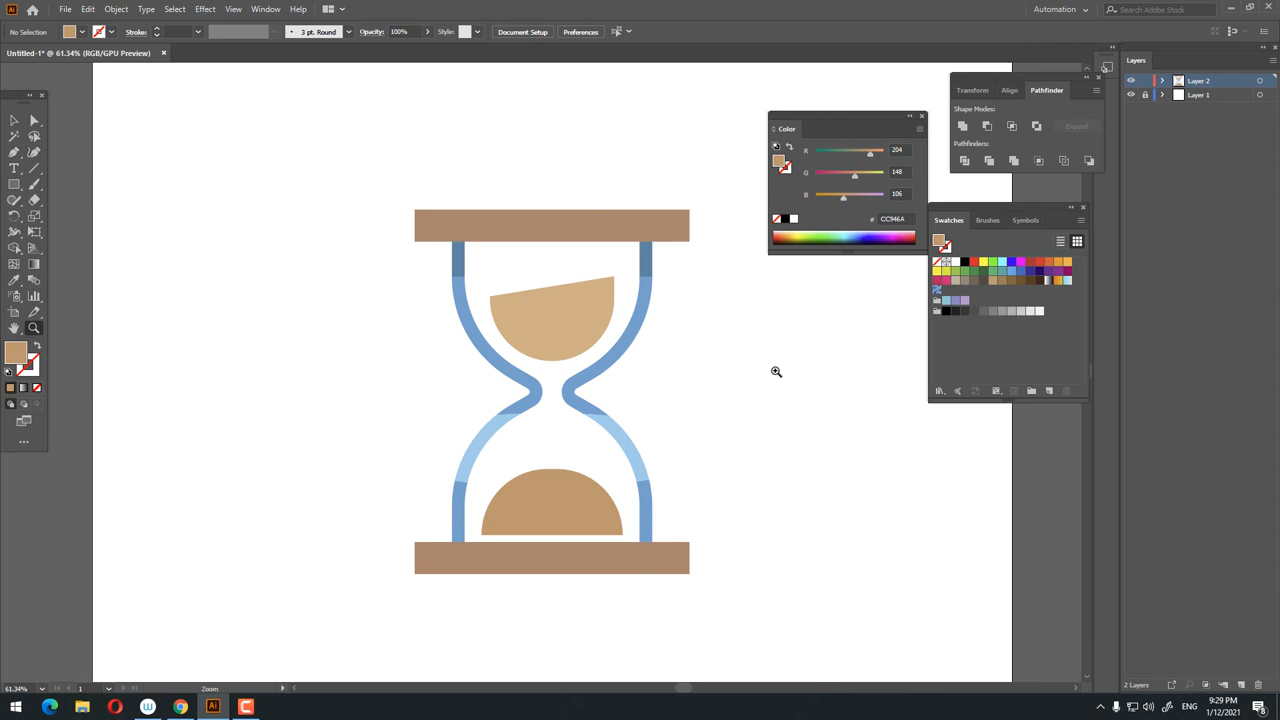 Ai File Edit Object Type Select Effect View Window Help Automation Search Adobe Stock
No Selection Stroke: 3 pt. Round Opacity: 100% Style: Document Setup Preferences
Untitled-1* @ 61.34% (RGB/GPU Preview)
Layers
Layer 2
Layer 1
Transform Align Pathfinder
Shape Modes:
Expand
Pathfinders:
Color
R 204
G 148
B 106
# CC946A
Swatches Brushes Symbols
61.34% 1 Zoom
2 Layers
Ai ENG 9:29 PM
1/12/2021